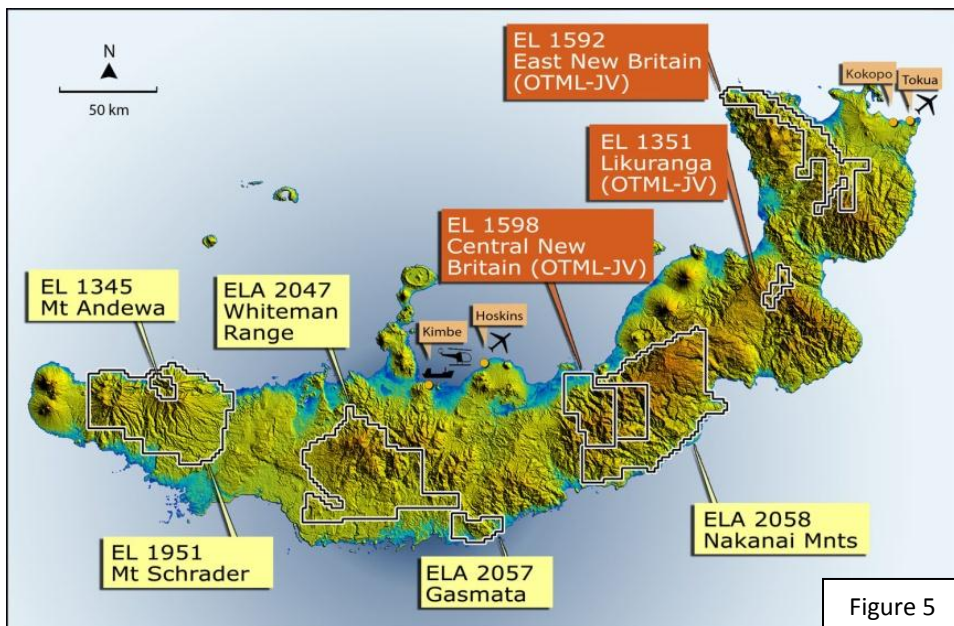 EL 1592
East New Britain
(OTML-JV)
Kokopo
Tokua
N
50 km
EL 1351
Likuranga
(OTML-JV)
EL 1598
Central New
Britain (OTML-JV)
EL 1345
Mt Andewa
ELA 2047
Whiteman
Range
Kimbe
Hoskins
EL 1951
Mt Schrader
ELA 2057
Gasmata
ELA 2058
Nakanai Mnts
Figure 5